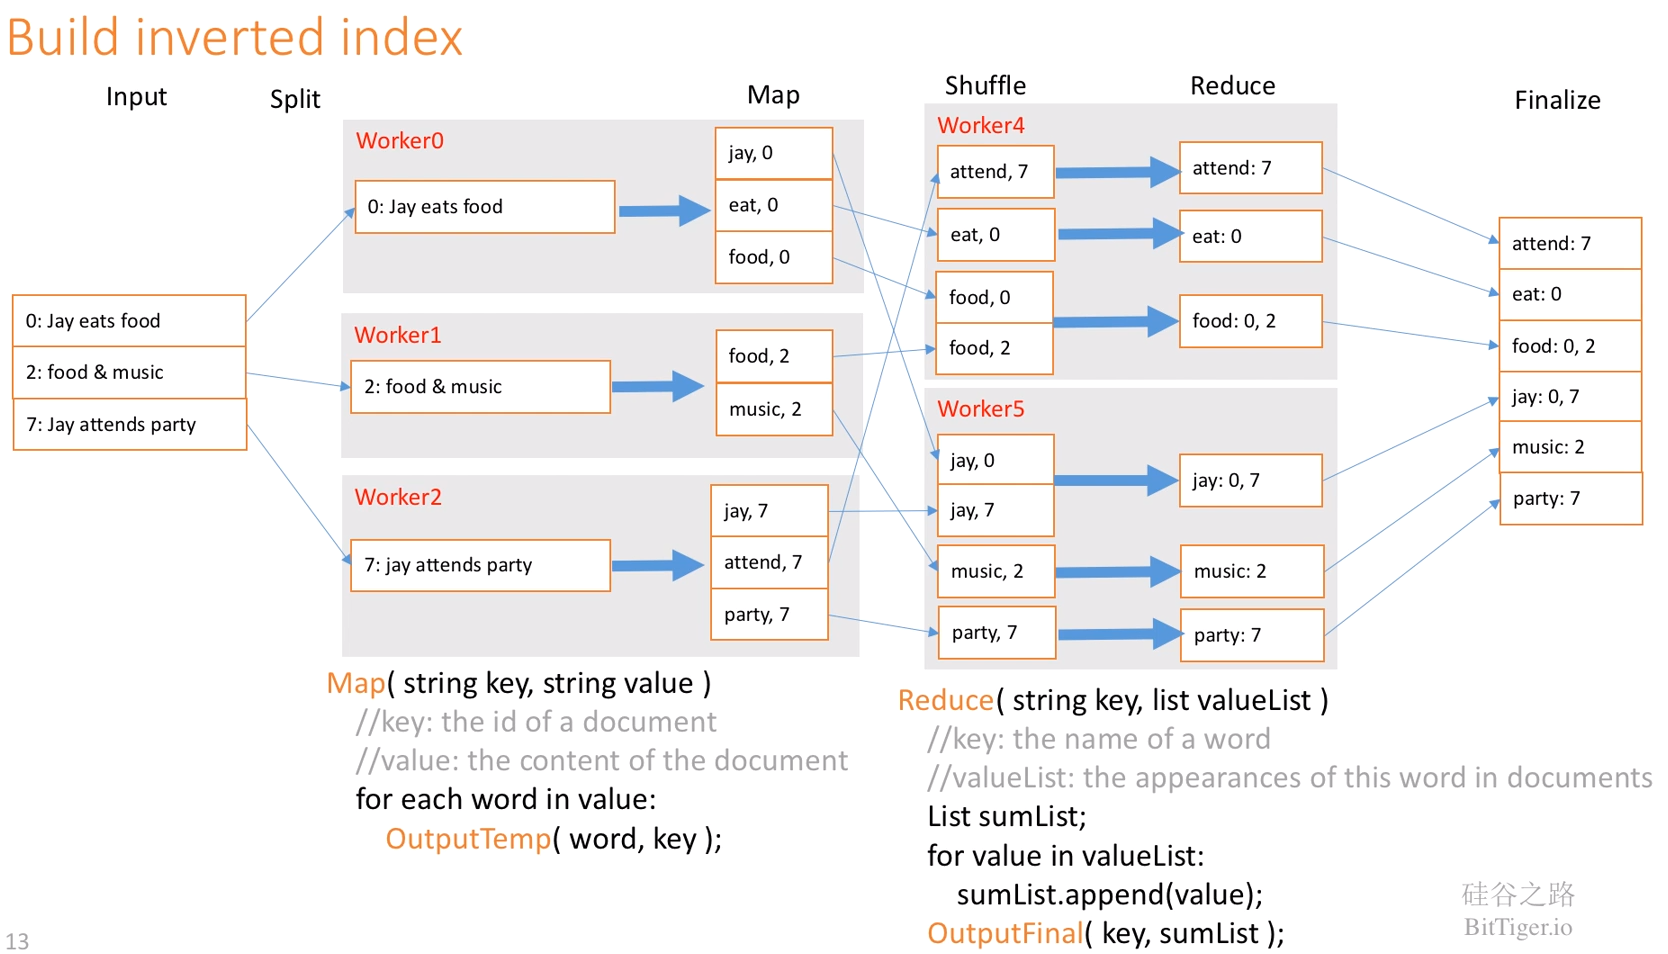 Build inverted index
Input
Split
Map
Shuffle
Reduce
Finalize
0: Jay eats food
2: food & music
7: Jay attends party
Worker0
0: Jay eats food
jay, 0
eat, 0
food, 0
Worker1
2: food & music
food, 2
music, 2
Worker2
7: jay attends party
jay, 7
attend, 7
party, 7
Worker4
attend, 7
eat, 0
food, 0
food, 2
attend: 7
eat: 0
food: 0, 2
Worker5
jay, 0
jay, 7
music, 2
party, 7
jay: 0, 7
music: 2
party: 7
attend: 7
eat: 0
food: 0, 2
jay: 0, 7
music: 2
party: 7
Map( string key, string value )
//key: the id of a document
//value: the content of the document
for each word in value:
OutputTemp( word, key );
Reduce( string key, list valueList )
//key: the name of a word
//valueList: the appearances of this word in documents
List sumList;
for value in valueList:
sumList.append(value);
OutputFinal( key, sumList );
硅谷之路
BitTiger.io
13